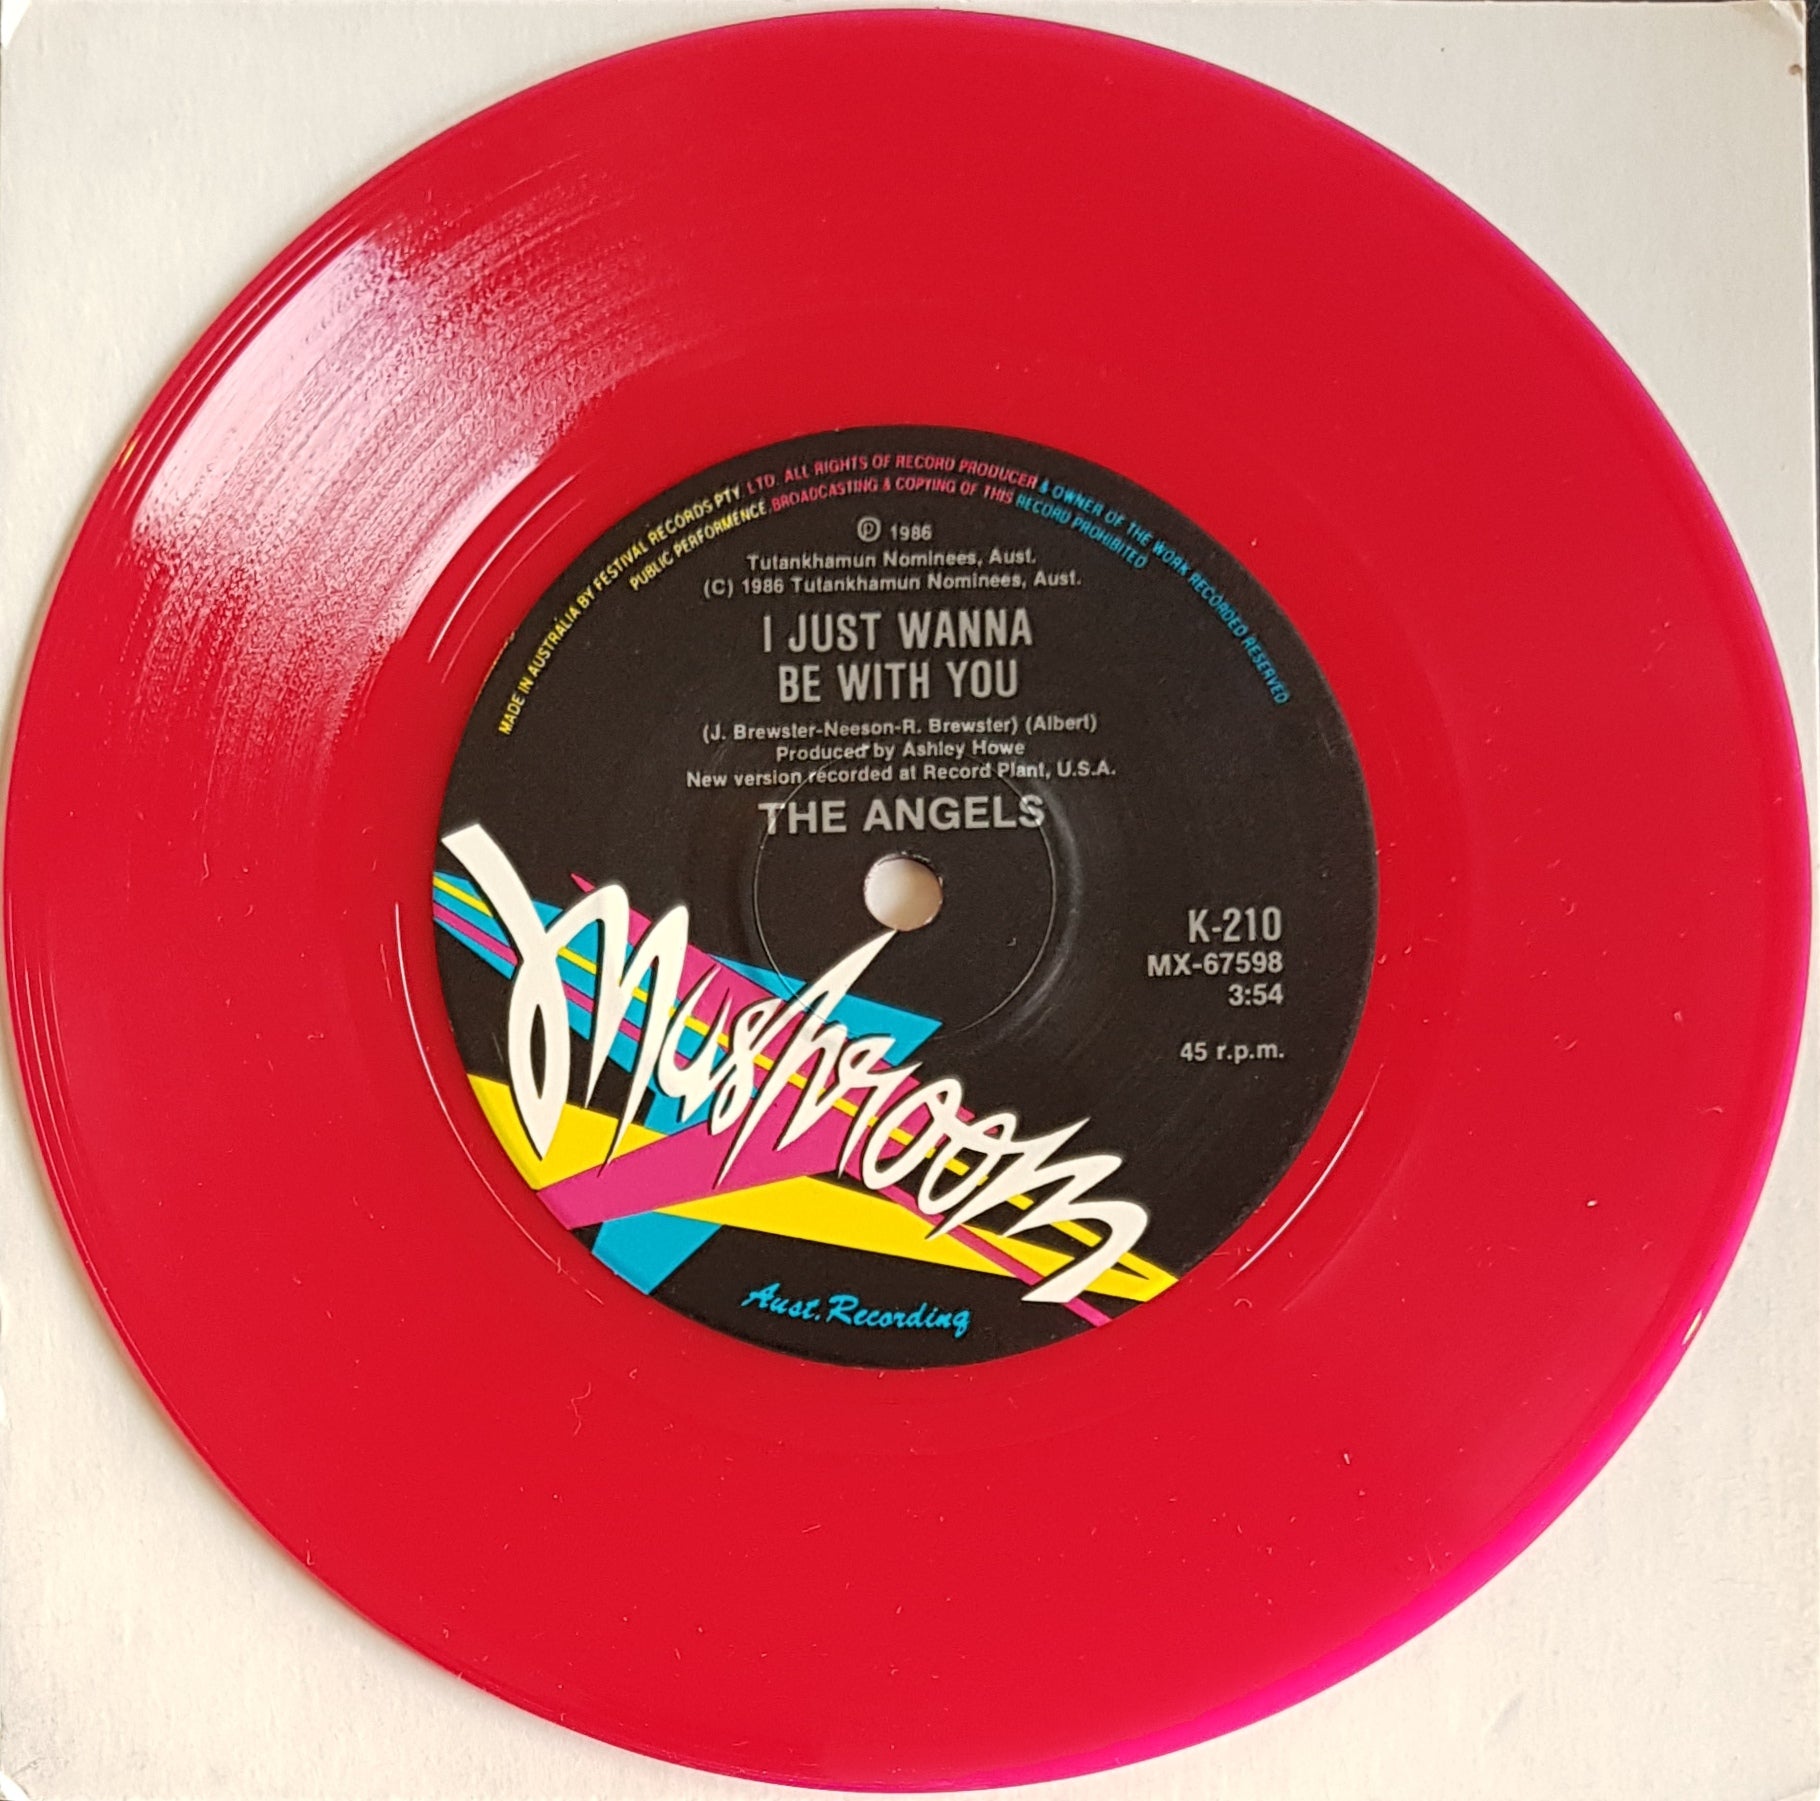 MADE IN AUSTRALIA BY FESTIVAL RECORDS PTY. LTD. ALL RIGHTS OF RECORD PRODUCER & OWNER OF THE WORK RECORDED RESERVED
PUBLIC PERFORMENCE, BROADCASTING & COPYING OF THIS RECORD PROHIBITED
℗ 1986
Tutankhamun Nominees, Aust.
(C) 1986 Tutankhamun Nominees, Aust.
I JUST WANNA
BE WITH YOU
(J. Brewster-Neeson-R. Brewster) (Albert)
Produced by Ashley Howe
New version recorded at Record Plant, U.S.A.
THE ANGELS
K-210
MX-67598
3:54
45 r.p.m.
Mushroom
Aust. Recording